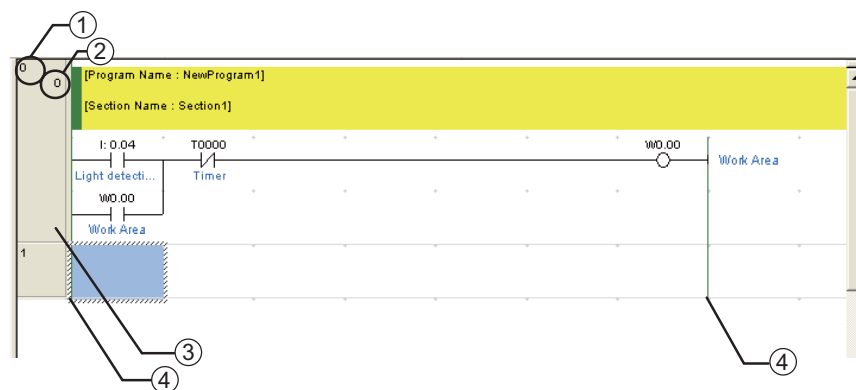 1
2
0
0
[Program Name : NewProgram1]
[Section Name : Section1]
I: 0.04 T0000 W0.00
Work Area
Light detecti... Timer
W0.00
Work Area
1
3
4 4